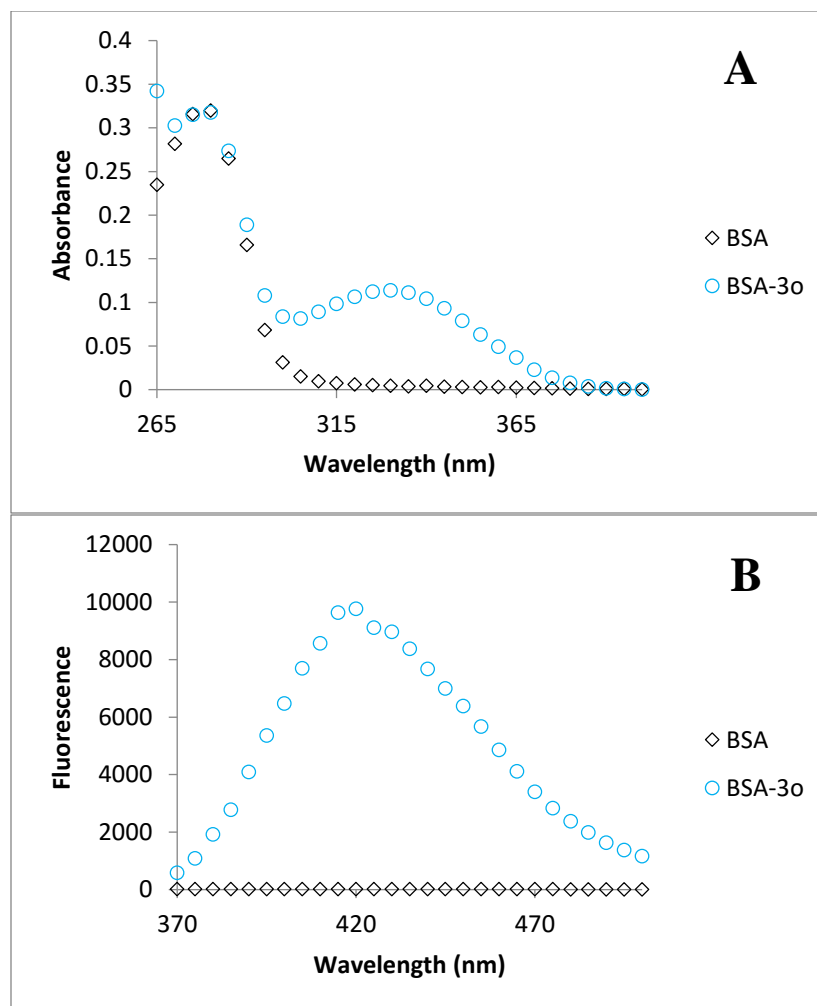 A
0.4
0.35
0.3
0.25
0.2
0.15
0.1
0.05
0
Absorbance
265 315 365
Wavelength (nm)
BSA
BSA-3o
B
12000
10000
8000
6000
4000
2000
0
Fluorescence
370 420 470
Wavelength (nm)
BSA
BSA-3o